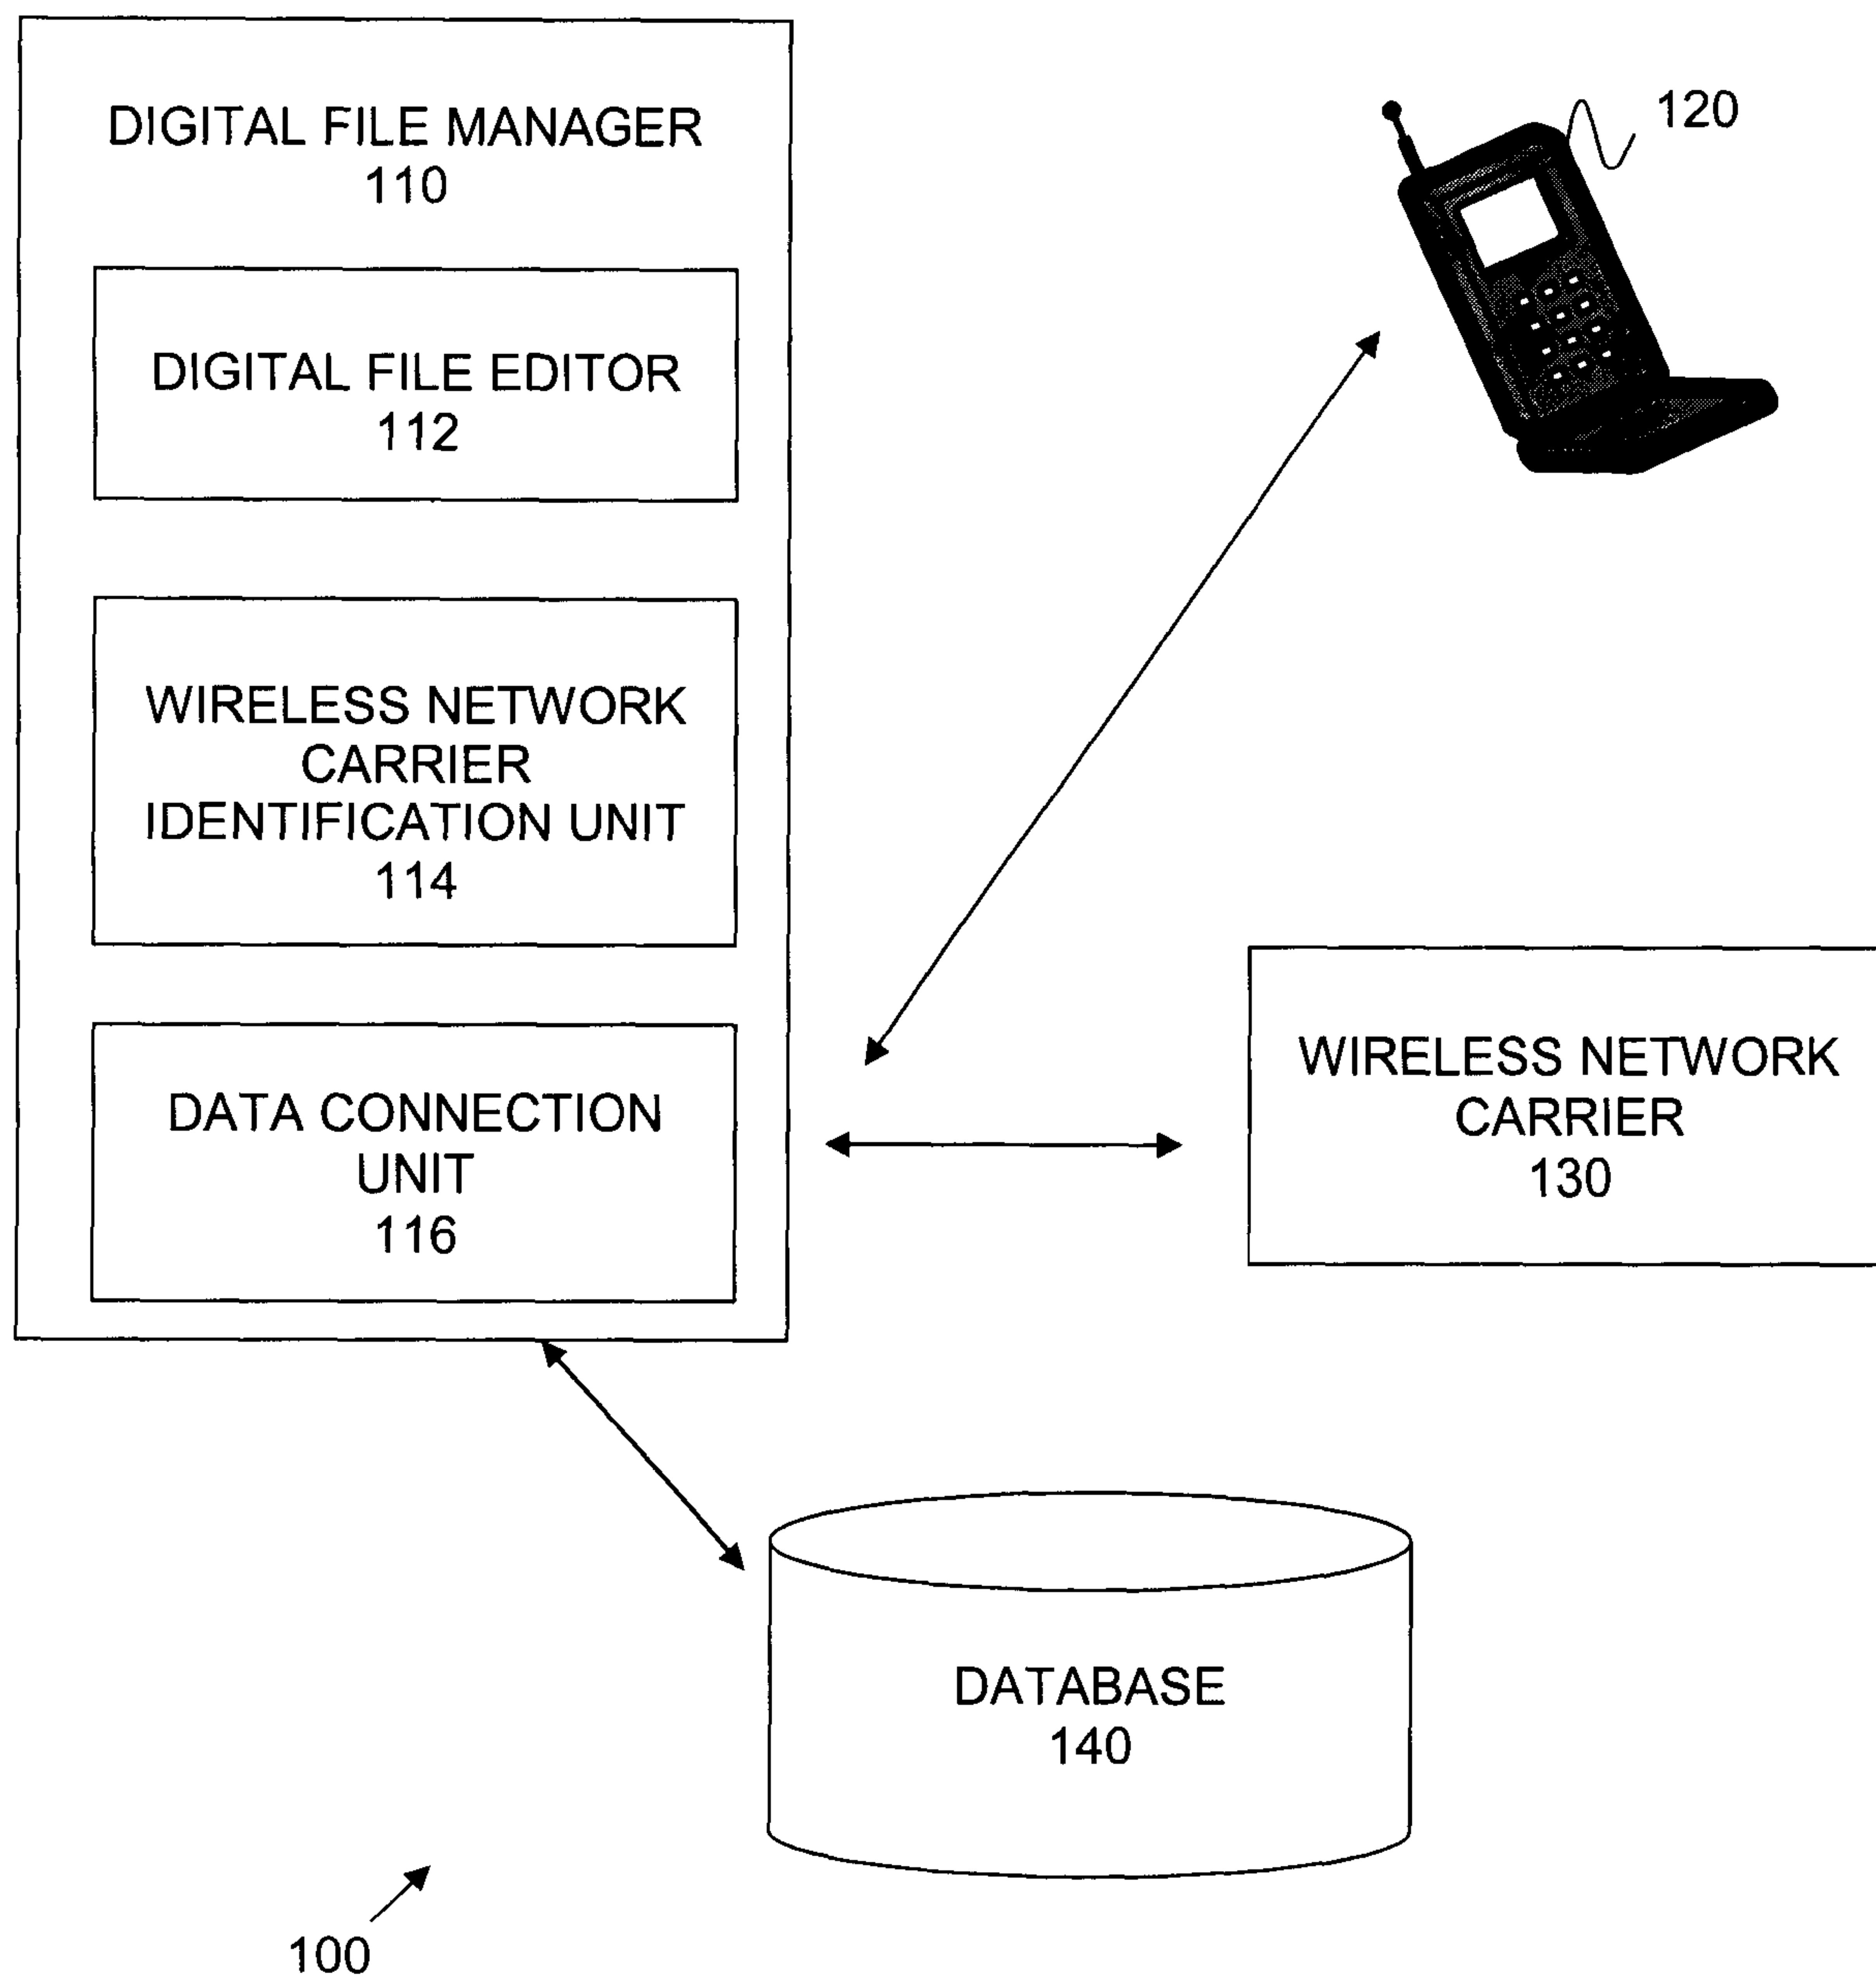 DIGITAL FILE MANAGER
110
DIGITAL FILE EDITOR
112
WIRELESS NETWORK
CARRIER
IDENTIFICATION UNIT
114
DATA CONNECTION
UNIT
116
120
WIRELESS NETWORK
CARRIER
130
DATABASE
140
100